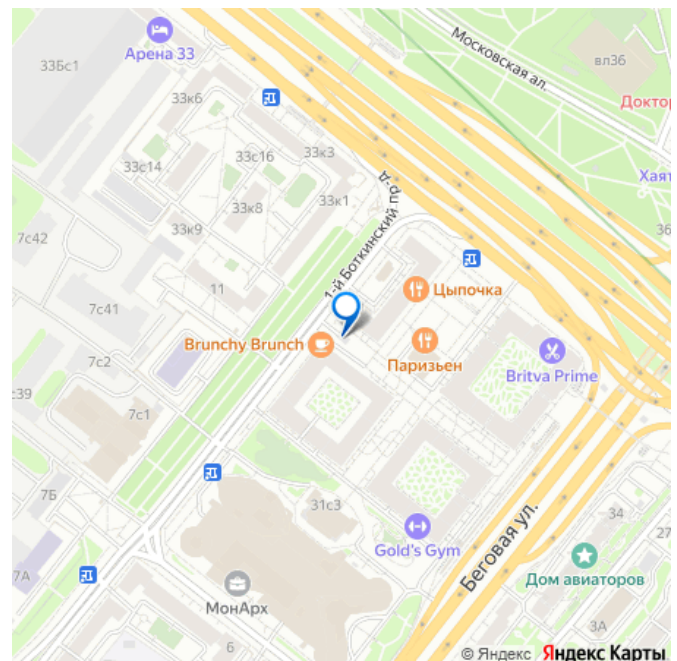 Московская ал.
вл36
335с1
Арена 33
33к6
Доктор
33с14
33с16
33к3
Хаят
33к9
33к8
33к1
1-й Боткинский пр-д
36
7с42
11
Цыпочка
7с41
Brunchy Brunch
Паризьен
Britva Prime
7с2
с39
7с1
7Б
31с3
Беговая ул.
34
27
Gold's Gym
Дом авиаторов
7А
МонАрх
3А
6
© Яндекс Яндекс Карты